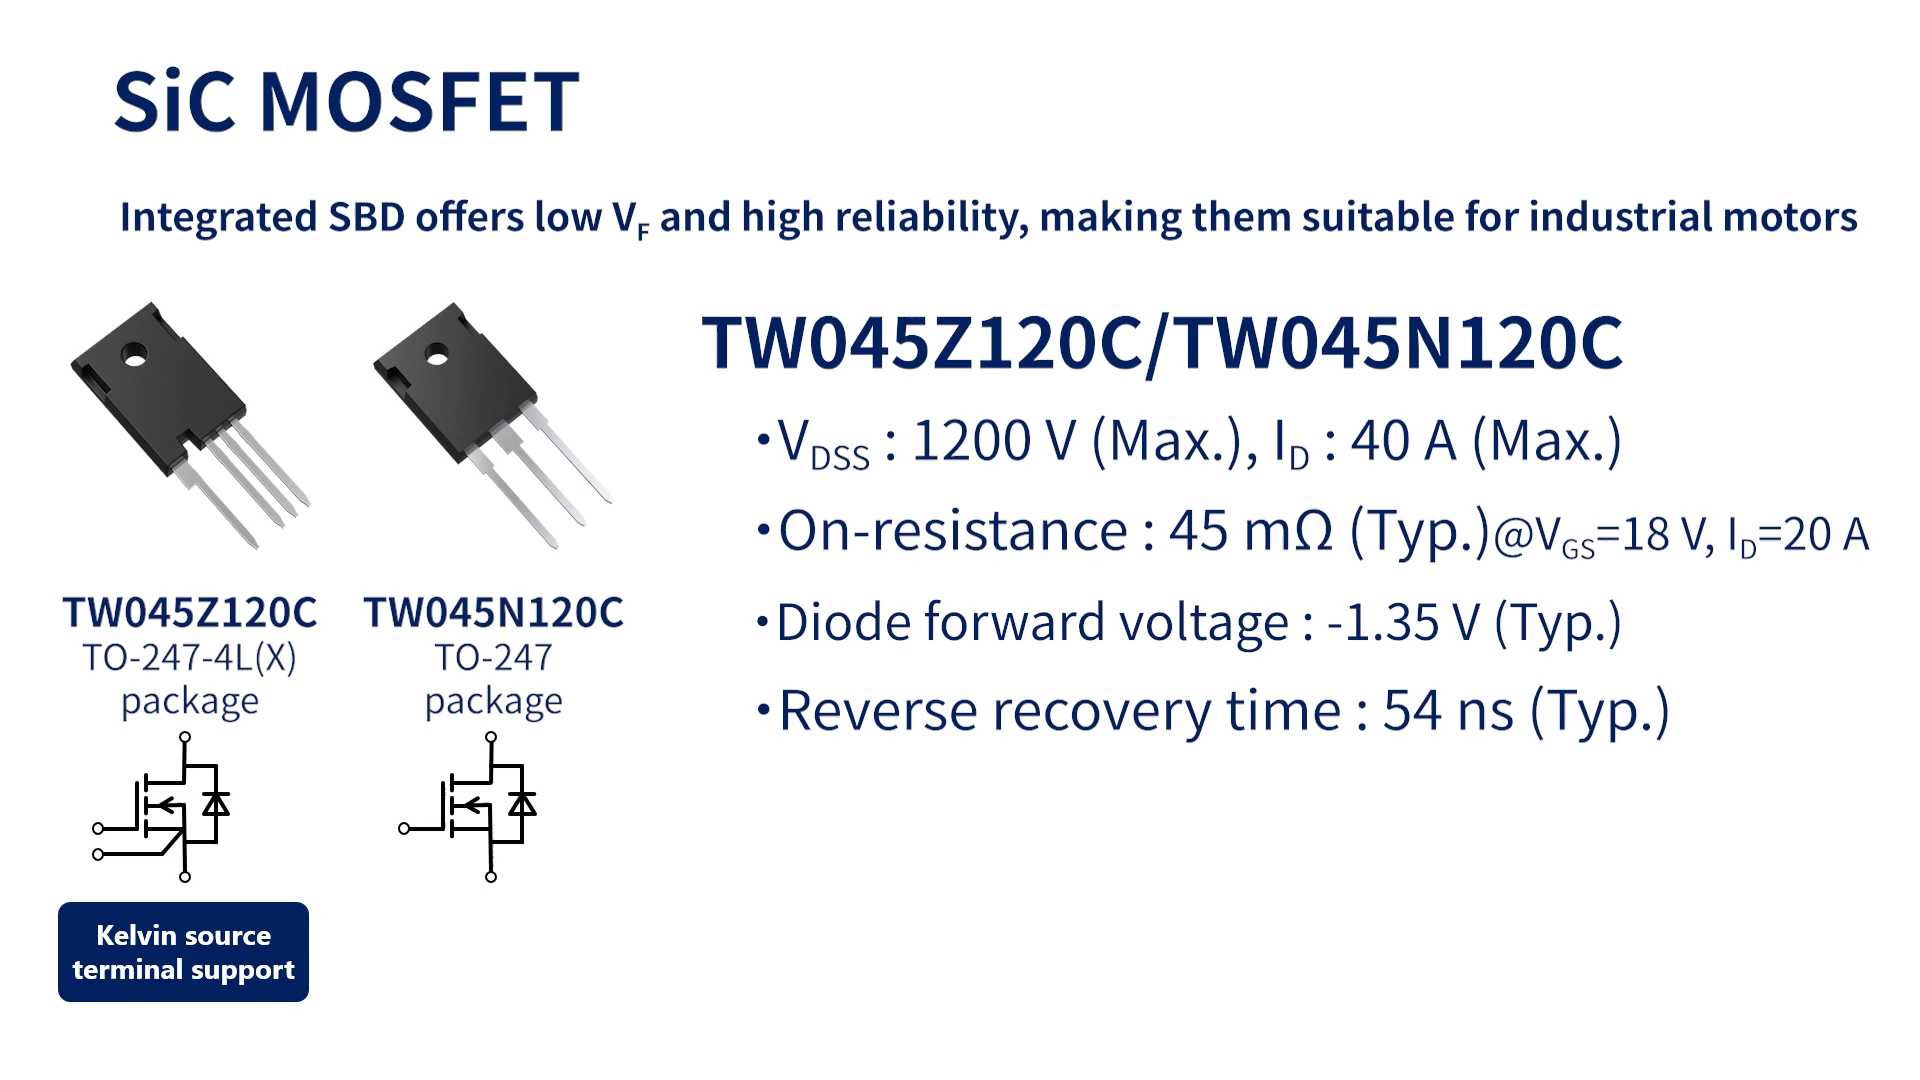 SiC MOSFET
Integrated SBD offers low VF and high reliability, making them suitable for industrial motors
TW045Z120C/TW045N120C
・VDSS : 1200 V (Max.), ID : 40 A (Max.)
・On-resistance : 45 mΩ (Typ.)@VGS=18 V, ID=20 A
・Diode forward voltage : -1.35 V (Typ.)
・Reverse recovery time : 54 ns (Typ.)
TW045Z120C
TO-247-4L(X)
package
TW045N120C
TO-247
package
Kelvin source
terminal support